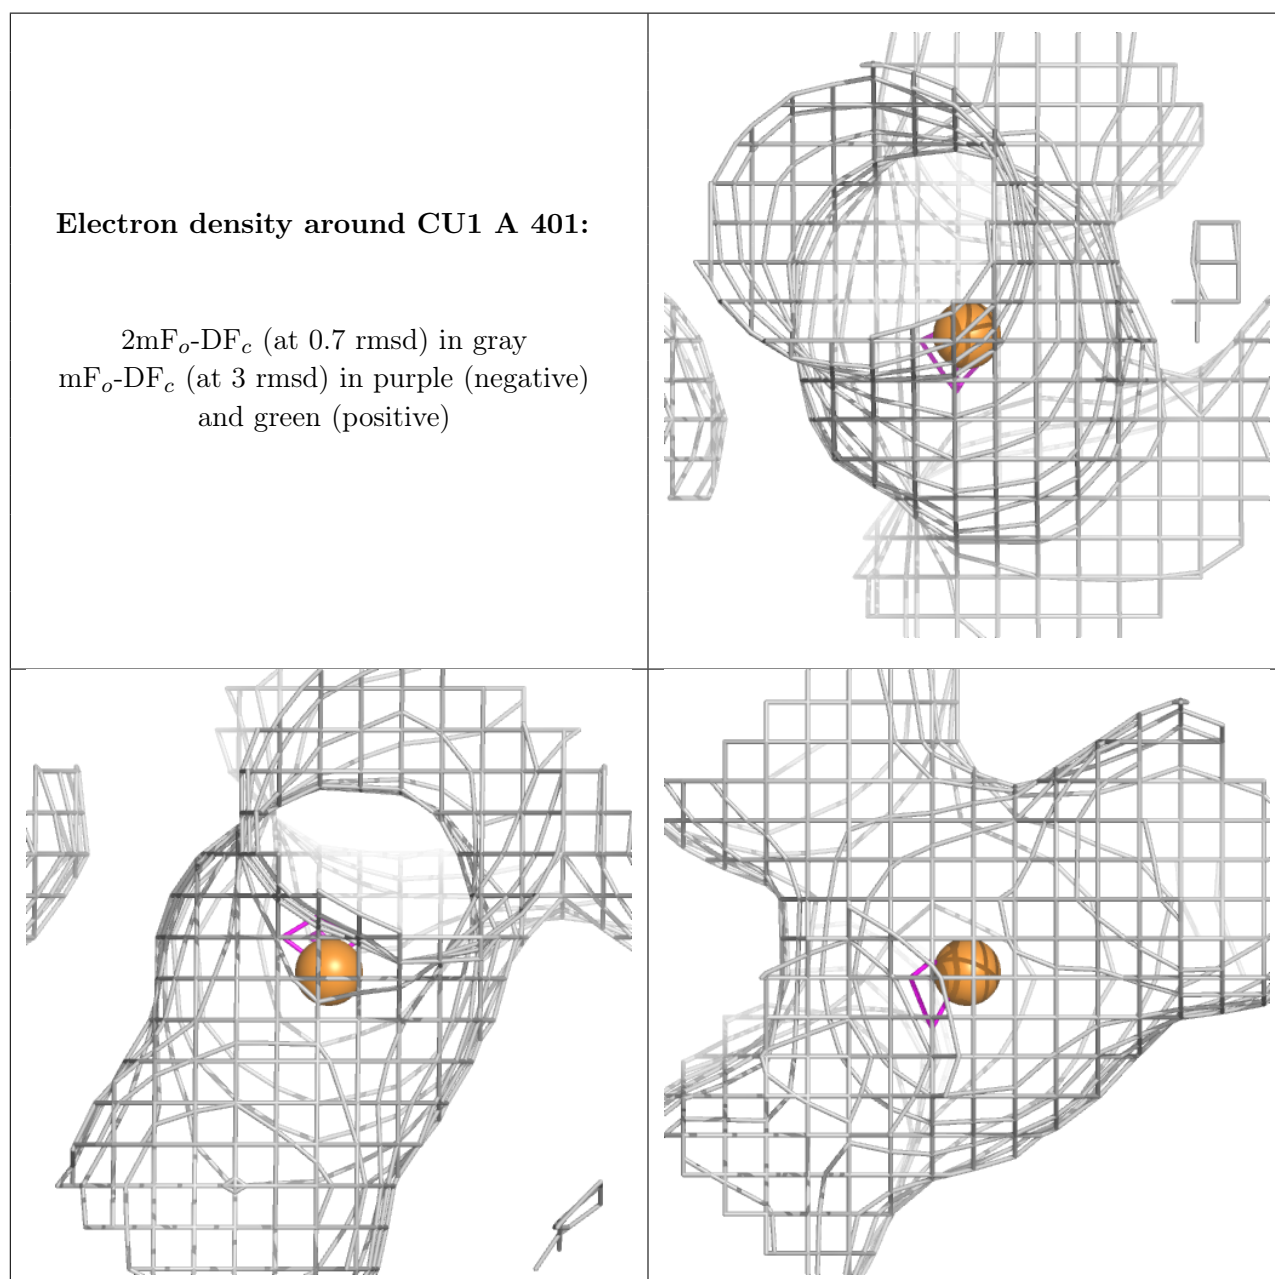 Electron density around CU1 A 401:
2mFo-DFc (at 0.7 rmsd) in gray
mFo-DFc (at 3 rmsd) in purple (negative)
and green (positive)